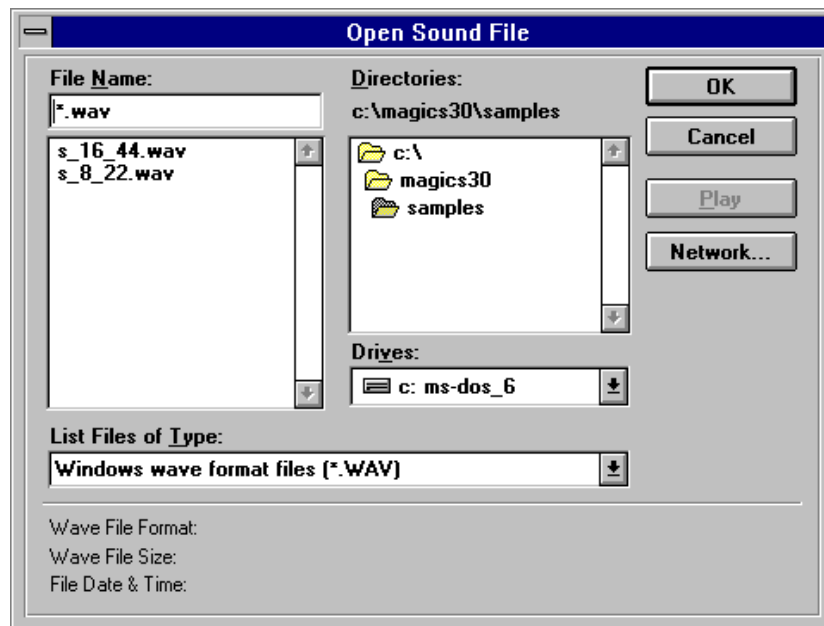 Open Sound File
File Name:
*.wav
s_16_44.wav
s_8_22.wav
Directories:
c:\magics30\samples
c:\
magics30
samples
Drives:
c: ms-dos_6
List Files of Type:
Windows wave format files (*.WAV)
OK
Cancel
Play
Network...
Wave File Format:
Wave File Size:
File Date & Time: